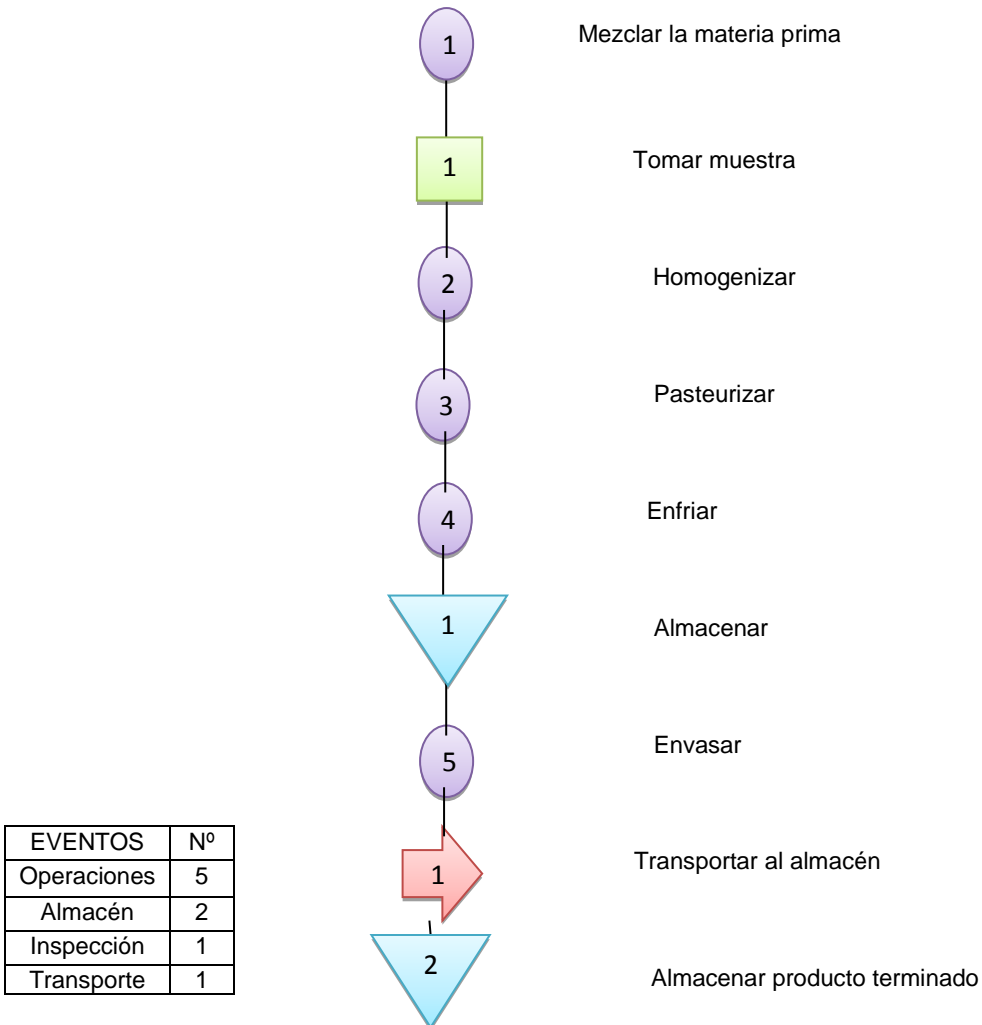 1 Mezclar la materia prima
1 Tomar muestra
2 Homogenizar
3 Pasteurizar
4 Enfriar
1 Almacenar
5 Envasar
1 Transportar al almacén
2 Almacenar producto terminado
EVENTOS Nº
Operaciones 5
Almacén 2
Inspección 1
Transporte 1